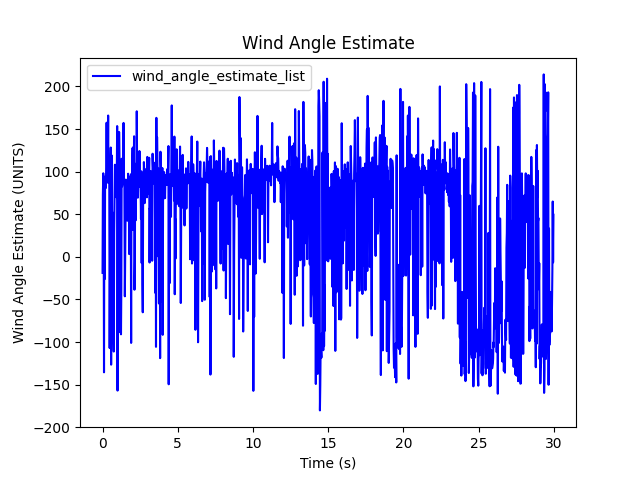 Wind Angle Estimate
wind_angle_estimate_list
Wind Angle Estimate (UNITS)
200
150
100
50
0
−50
−100
−150
−200
0 5 10 15 20 25 30
Time (s)